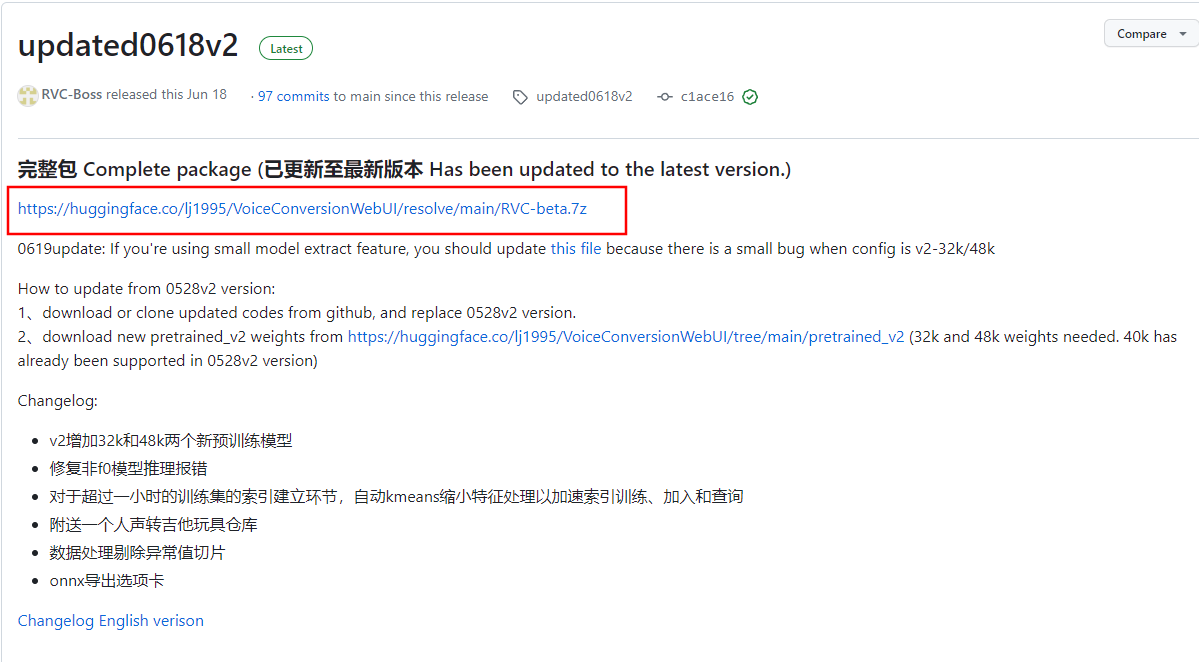 updated0618v2 Latest Compare
RVC-Boss released this Jun 18 · 97 commits to main since this release updated0618v2 c1ace16
完整包 Complete package (已更新至最新版本 Has been updated to the latest version.)
https://huggingface.co/lj1995/VoiceConversionWebUI/resolve/main/RVC-beta.7z
0619update: If you're using small model extract feature, you should update this file because there is a small bug when config is v2-32k/48k
How to update from 0528v2 version:
1、download or clone updated codes from github, and replace 0528v2 version.
2、download new pretrained_v2 weights from https://huggingface.co/lj1995/VoiceConversionWebUI/tree/main/pretrained_v2 (32k and 48k weights needed. 40k has
already been supported in 0528v2 version)
Changelog:
• v2增加32k和48k两个新预训练模型
• 修复非f0模型推理报错
• 对于超过一小时的训练集的索引建立环节，自动kmeans缩小特征处理以加速索引训练、加入和查询
• 附送一个人声转吉他玩具仓库
• 数据处理剔除异常值切片
• onnx导出选项卡
Changelog English verison